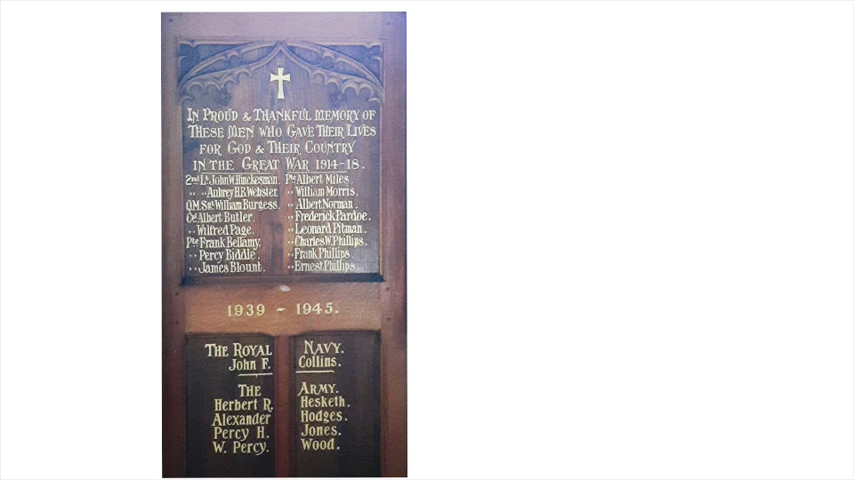 IN PROUD & THANKFUL MEMORY OF
THESE MEN WHO GAVE THEIR LIVES
FOR GOD & THEIR COUNTRY
IN THE GREAT WAR 1914-18.
2nd Lt. John W. Hinckesman. Pte Albert Miles.
" " Aubrey H.R. Webster. " William Morris.
Q.M. Sgt William Burgess. " Albert Norman.
Cpl Albert Butler. " Frederick Pardoe.
" Wilfred Page. " Leonard Pitman.
Pte Frank Bellamy. " Charles W. Phillips.
" Percy Biddle. " Frank Phillips.
" James Blount. " Ernest Phillips.
1939 - 1945.
THE ROYAL NAVY.
John F. Collins.
THE ARMY.
Herbert R. Hesketh.
Alexander Hodges.
Percy H. Jones.
W. Percy. Wood.